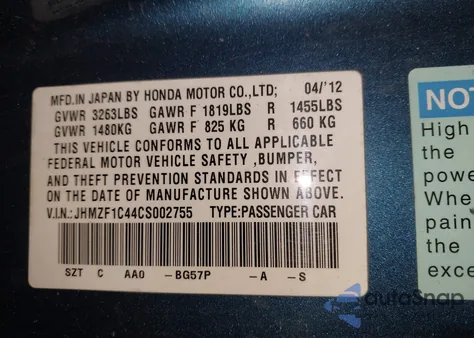 MFD.IN JAPAN BY HONDA MOTOR CO.,LTD; 04/'12
GVWR 3263LBS GAWR F 1819LBS R 1455LBS
GVWR 1480KG GAWR F 825 KG R 660 KG
THIS VEHICLE CONFORMS TO ALL APPLICABLE
FEDERAL MOTOR VEHICLE SAFETY ,BUMPER,
AND THEFT PREVENTION STANDARDS IN EFFECT
ON THE DATE OF MANUFACTURE SHOWN ABOVE.
V.I.N.: JHMZF1C44CS002755 TYPE:PASSENGER CAR
SZT C AA0 -BG57P -A -S
NOT
High
the
powe
Whe
pain
the
exce
autoSnap